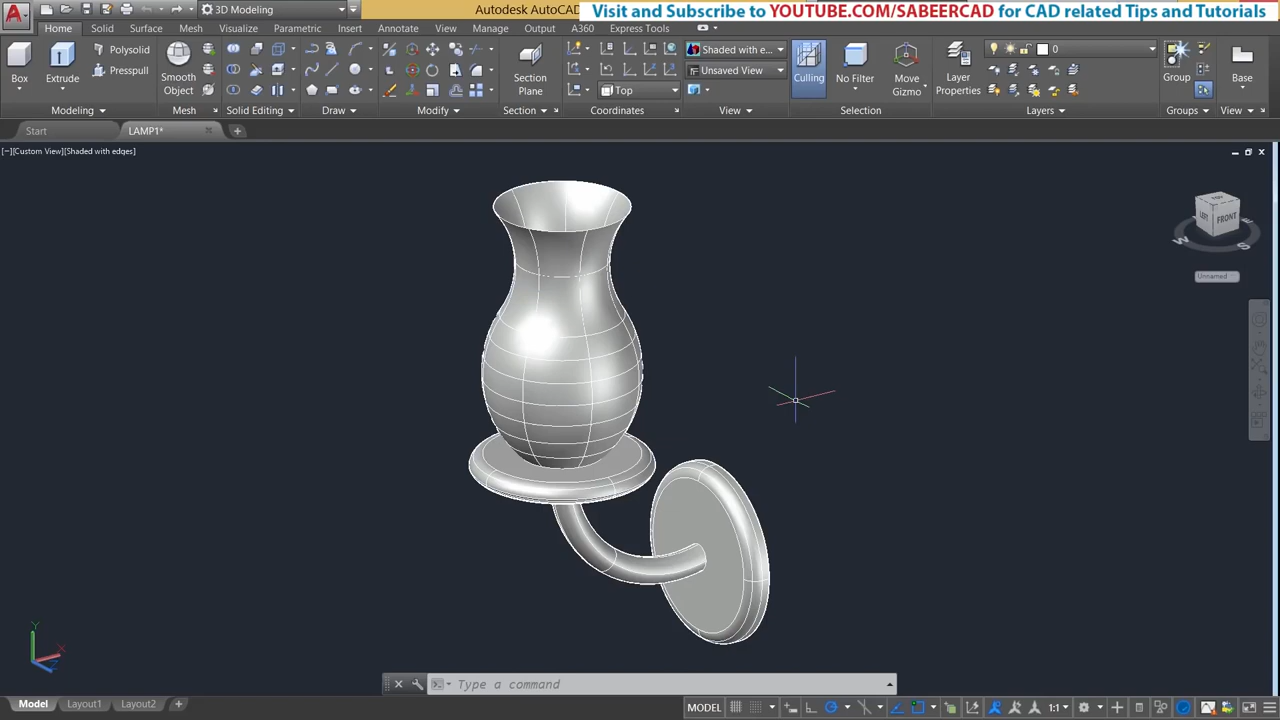 3D Modeling
Autodesk AutoCAD
Visit and Subscribe to YOUTUBE.COM/SABEERCAD for CAD related Tips and Tutorials
Home Solid Surface Mesh Visualize Parametric Insert Annotate View Manage Output A360 Express Tools
Box
Extrude
Polysolid
Presspull
Smooth
Object
Section
Plane
Shaded with e...
Unsaved View
Top
Culling
No Filter
Move
Gizmo
Layer
Properties
0
Group
Base
Modeling Mesh Solid Editing Draw Modify Section Coordinates View Selection Layers Groups View
Start LAMP1*
[−][Custom View][Shaded with edges]
TOP
LEFT FRONT
W S E
Unnamed
Y
X
Z
Type a command
Model Layout1 Layout2
MODEL
1:1